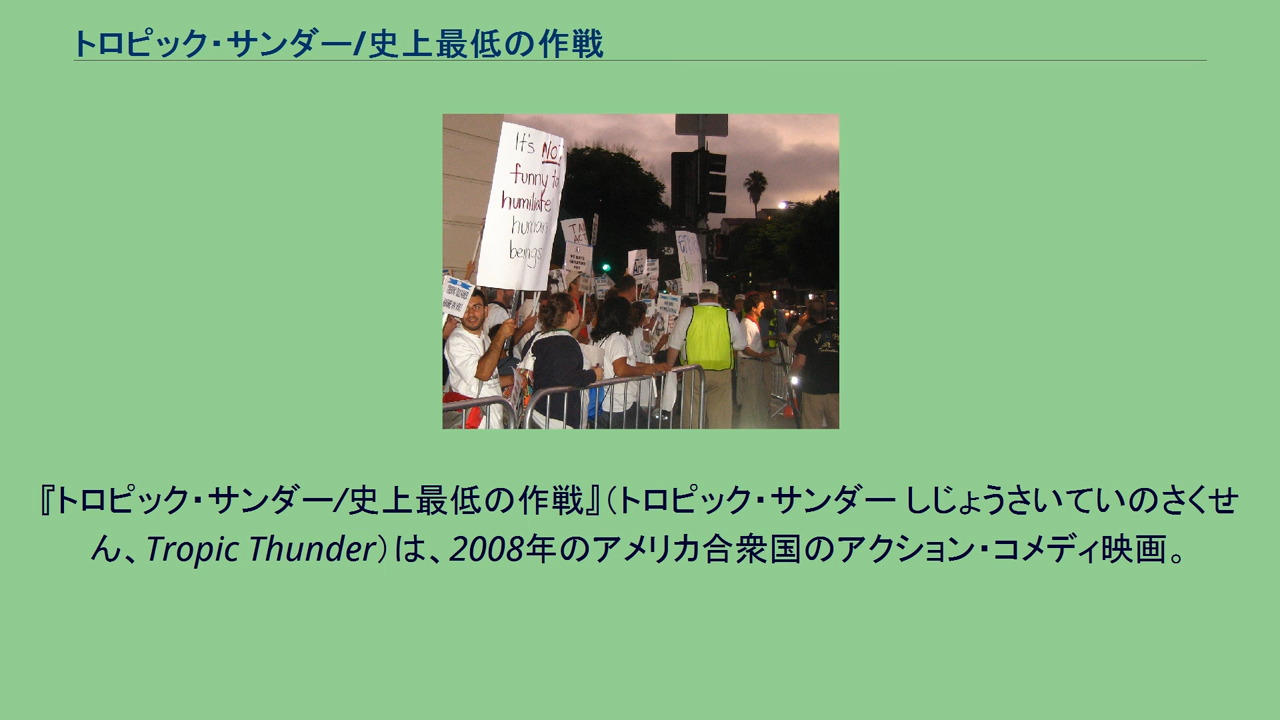 トロピック・サンダー/史上最低の作戦
It's NOT
funny to
humiliate
human
beings
『トロピック・サンダー/史上最低の作戦』（トロピック・サンダー しじょうさいていのさくせ
ん、Tropic Thunder）は、2008年のアメリカ合衆国のアクション・コメディ映画。